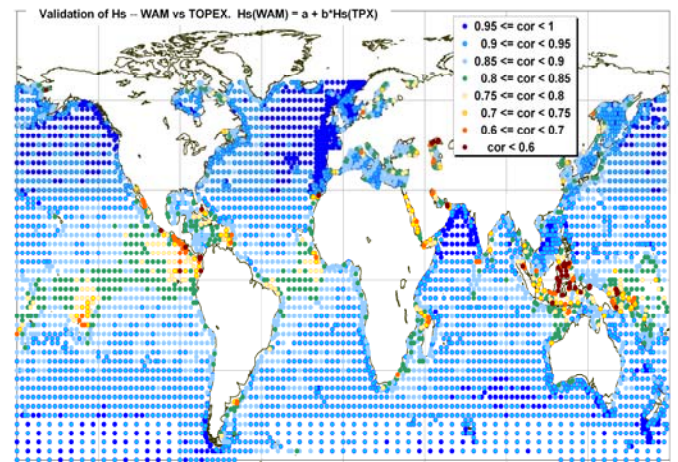 Validation of Hs -- WAM vs TOPEX.  Hs(WAM) = a + b*Hs(TPX)
0.95 <= cor < 1
0.9 <= cor < 0.95
0.85 <= cor < 0.9
0.8 <= cor < 0.85
0.75 <= cor < 0.8
0.7 <= cor < 0.75
0.6 <= cor < 0.7
cor < 0.6